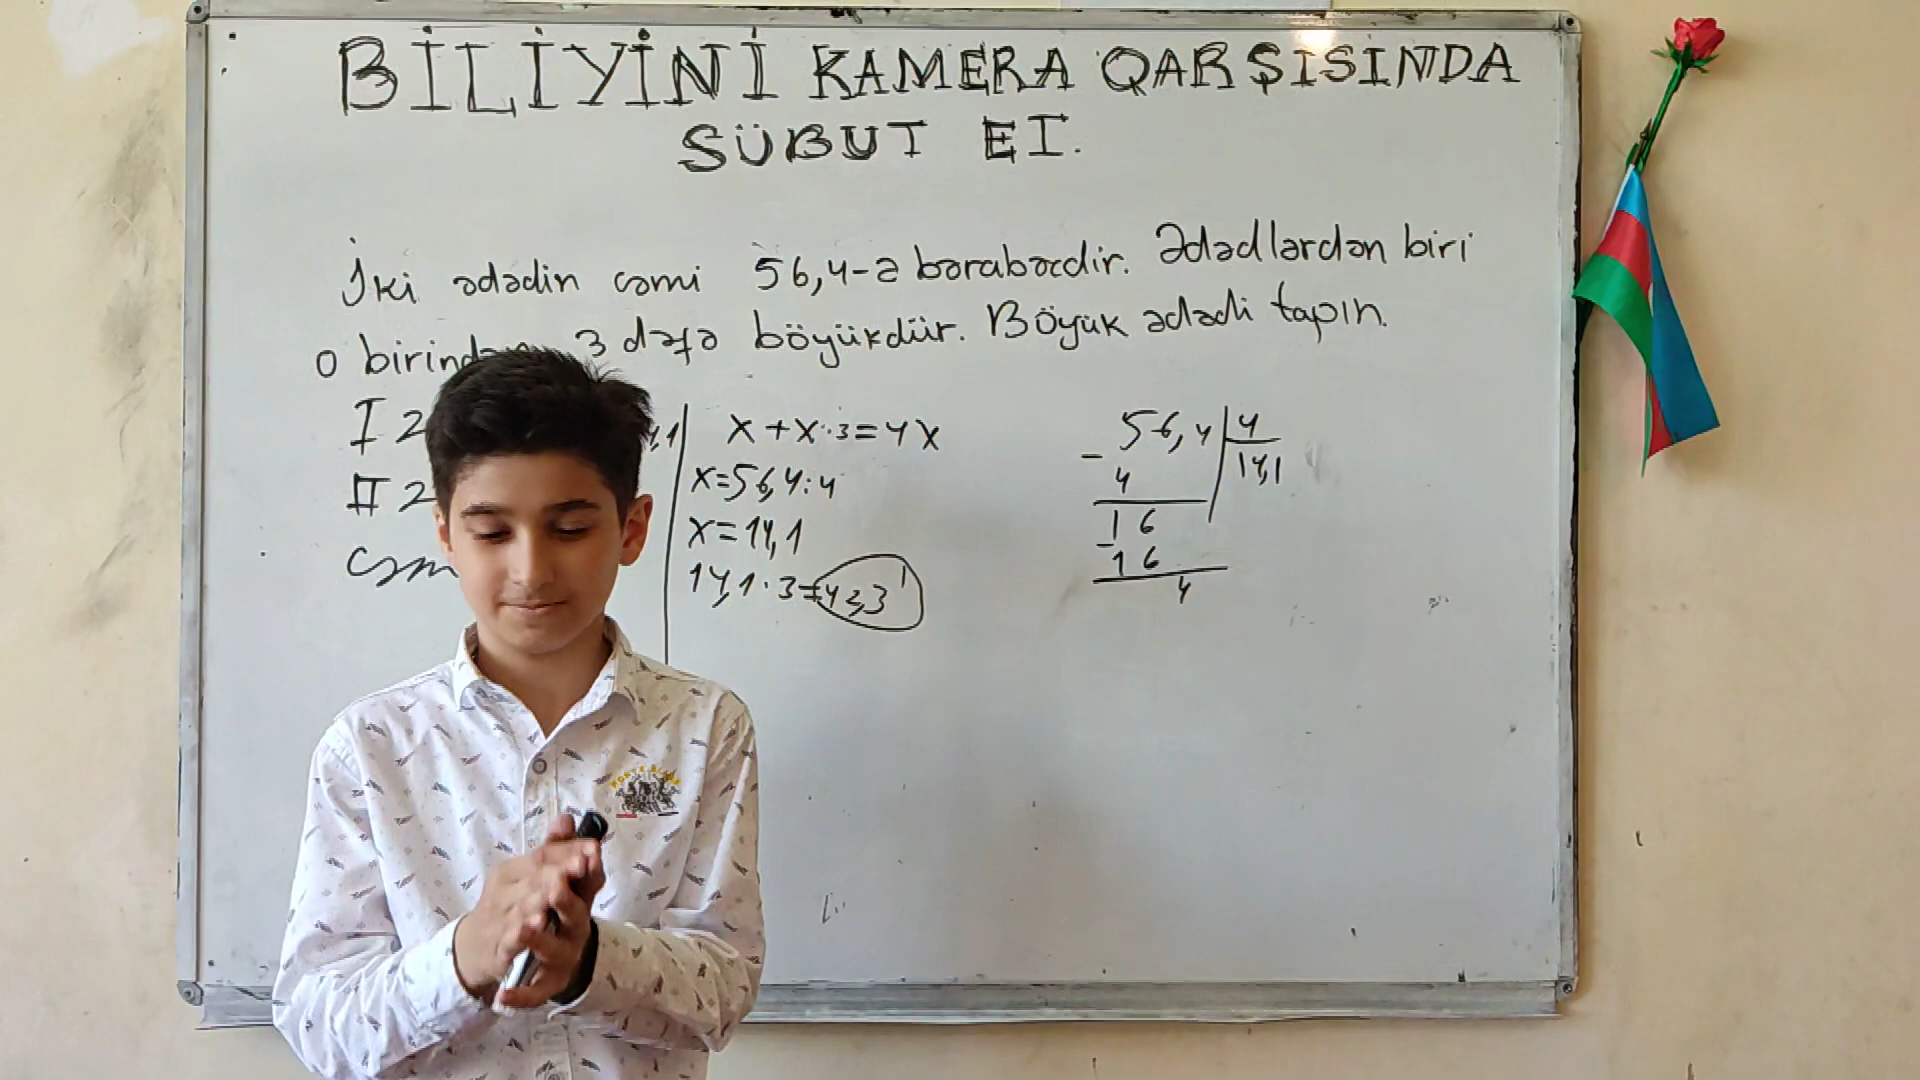 BİLİYİNİ KAMERA QARŞISINDA
SÜBUT ET.
İki ədədin cəmi 56,4-ə bərabərdir. Ədədlərdən biri
o birindən 3 dəfə böyükdür. Böyük ədədi tapın.
I
x+x·3=4x
II
x=56,4:4
x=14,1
14,1·3=42,3
56,4 4
4 14,1
16
16
4